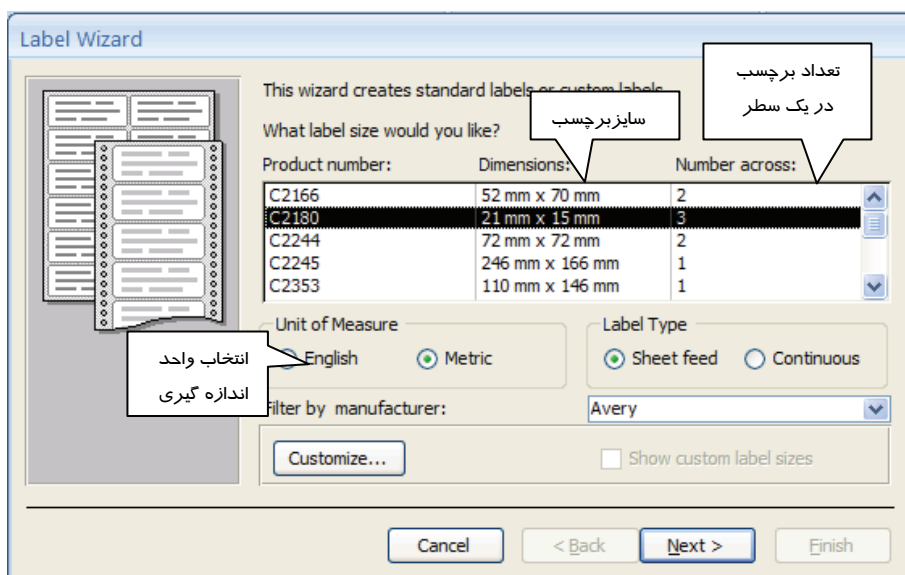 Label Wizard
تعداد برچسب
در یک سطر
This wizard creates standard labels or custom labels
سایزبرچسب
What label size would you like?
Product number: Dimensions: Number across:
C2166 52 mm x 70 mm 2
C2180 21 mm x 15 mm 3
C2244 72 mm x 72 mm 2
C2245 246 mm x 166 mm 1
C2353 110 mm x 146 mm 1
Unit of Measure Label Type
انتخاب واحد
اندازه گیری
English Metric Sheet feed Continuous
Filter by manufacturer: Avery
Customize... Show custom label sizes
Cancel < Back Next > Finish